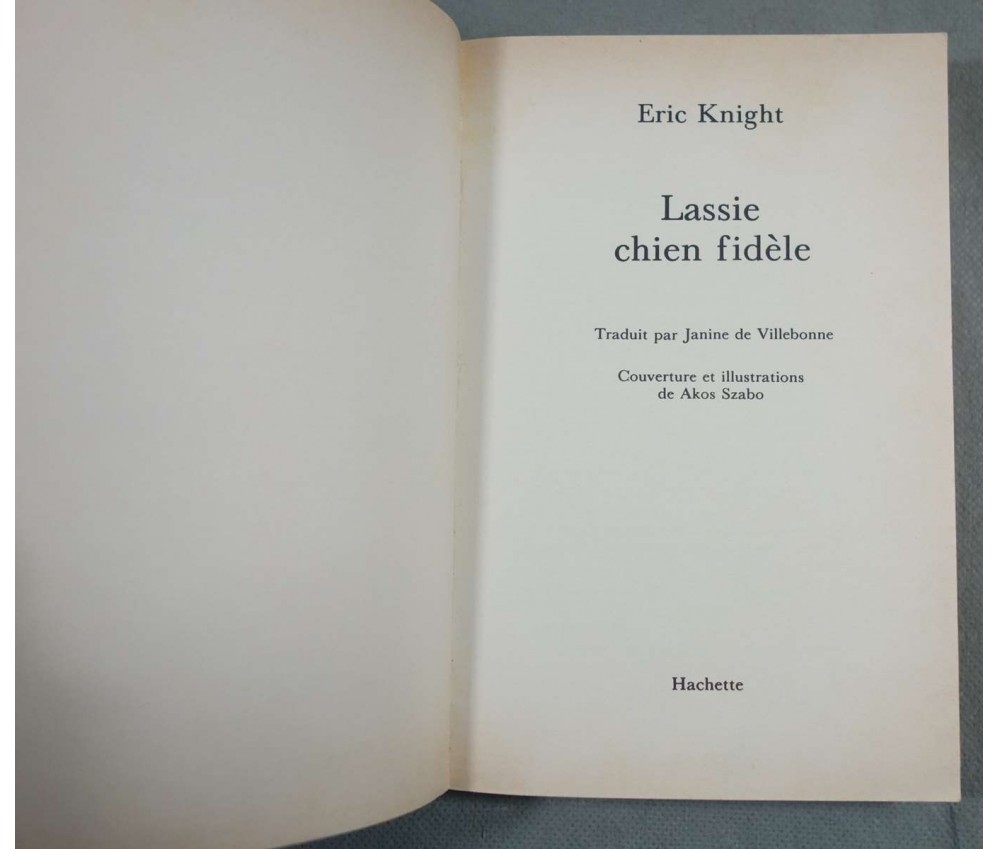 Eric Knight
Lassie
chien fidèle
Traduit par Janine de Villebonne
Couverture et illustrations
de Akos Szabo
Hachette